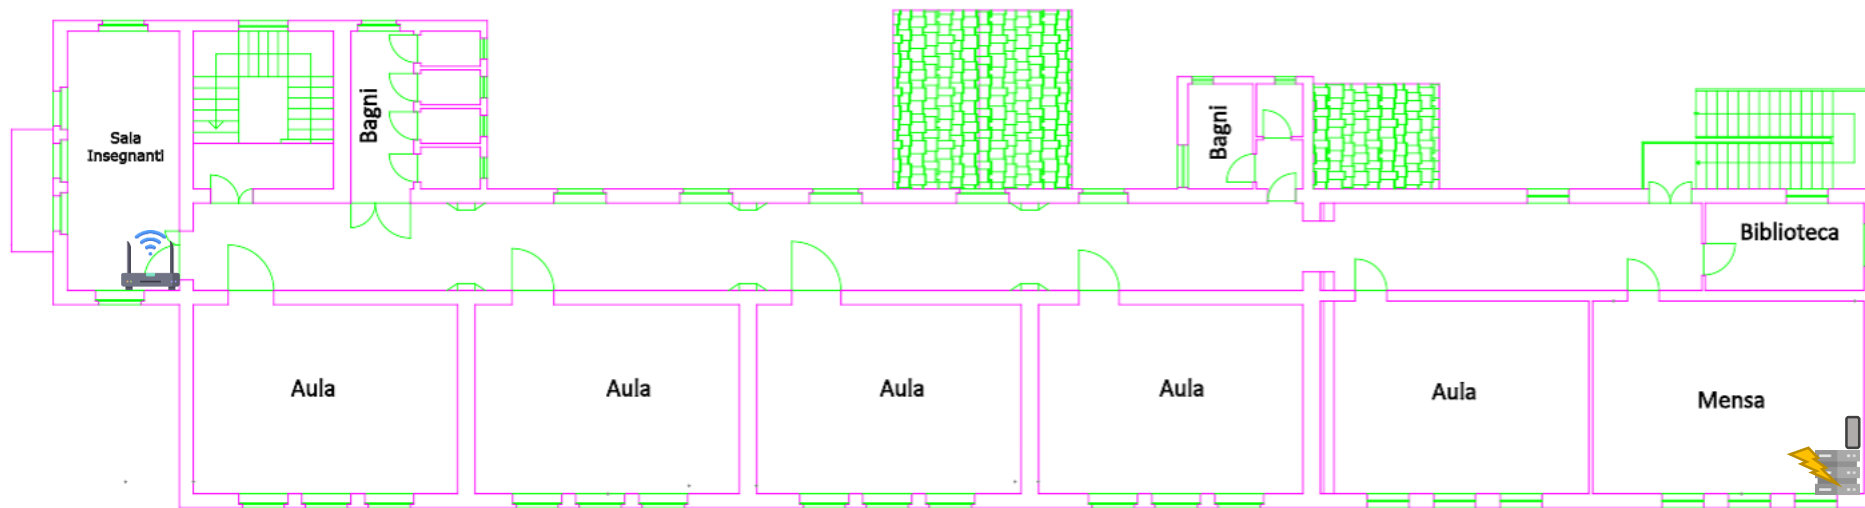 Sala
Insegnanti
Bagni
Bagni
Biblioteca
Aula
Aula
Aula
Aula
Aula
Mensa